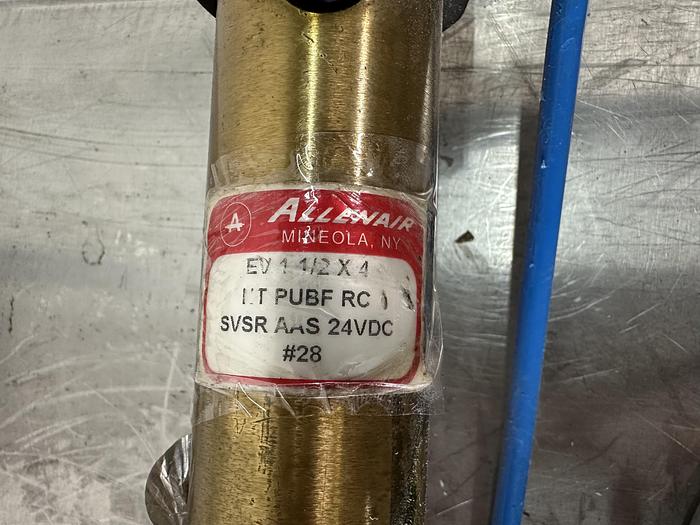 A ALLENAIR
MINEOLA, NY
EV 1 1/2 X 4
PUBF RC
SVSR AAS 24VDC
#28